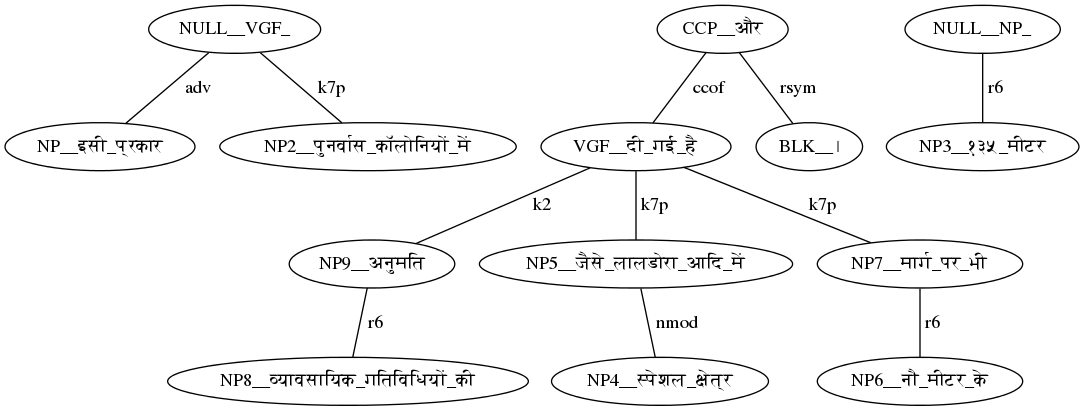 NULL__VGF_ CCP__और NULL__NP_
adv k7p ccof rsym r6
NP__इसी_प्रकार NP2__पुनर्वास_कॉलोनियों_में VGF__दी_गई_है BLK__। NP3__१३५_मीटर
k2 k7p k7p
NP9__अनुमति NP5__जैसे_लालडोरा_आदि_में NP7__मार्ग_पर_भी
r6 nmod r6
NP8__व्यावसायिक_गतिविधियों_की NP4__स्पेशल_क्षेत्र NP6__नौ_मीटर_के